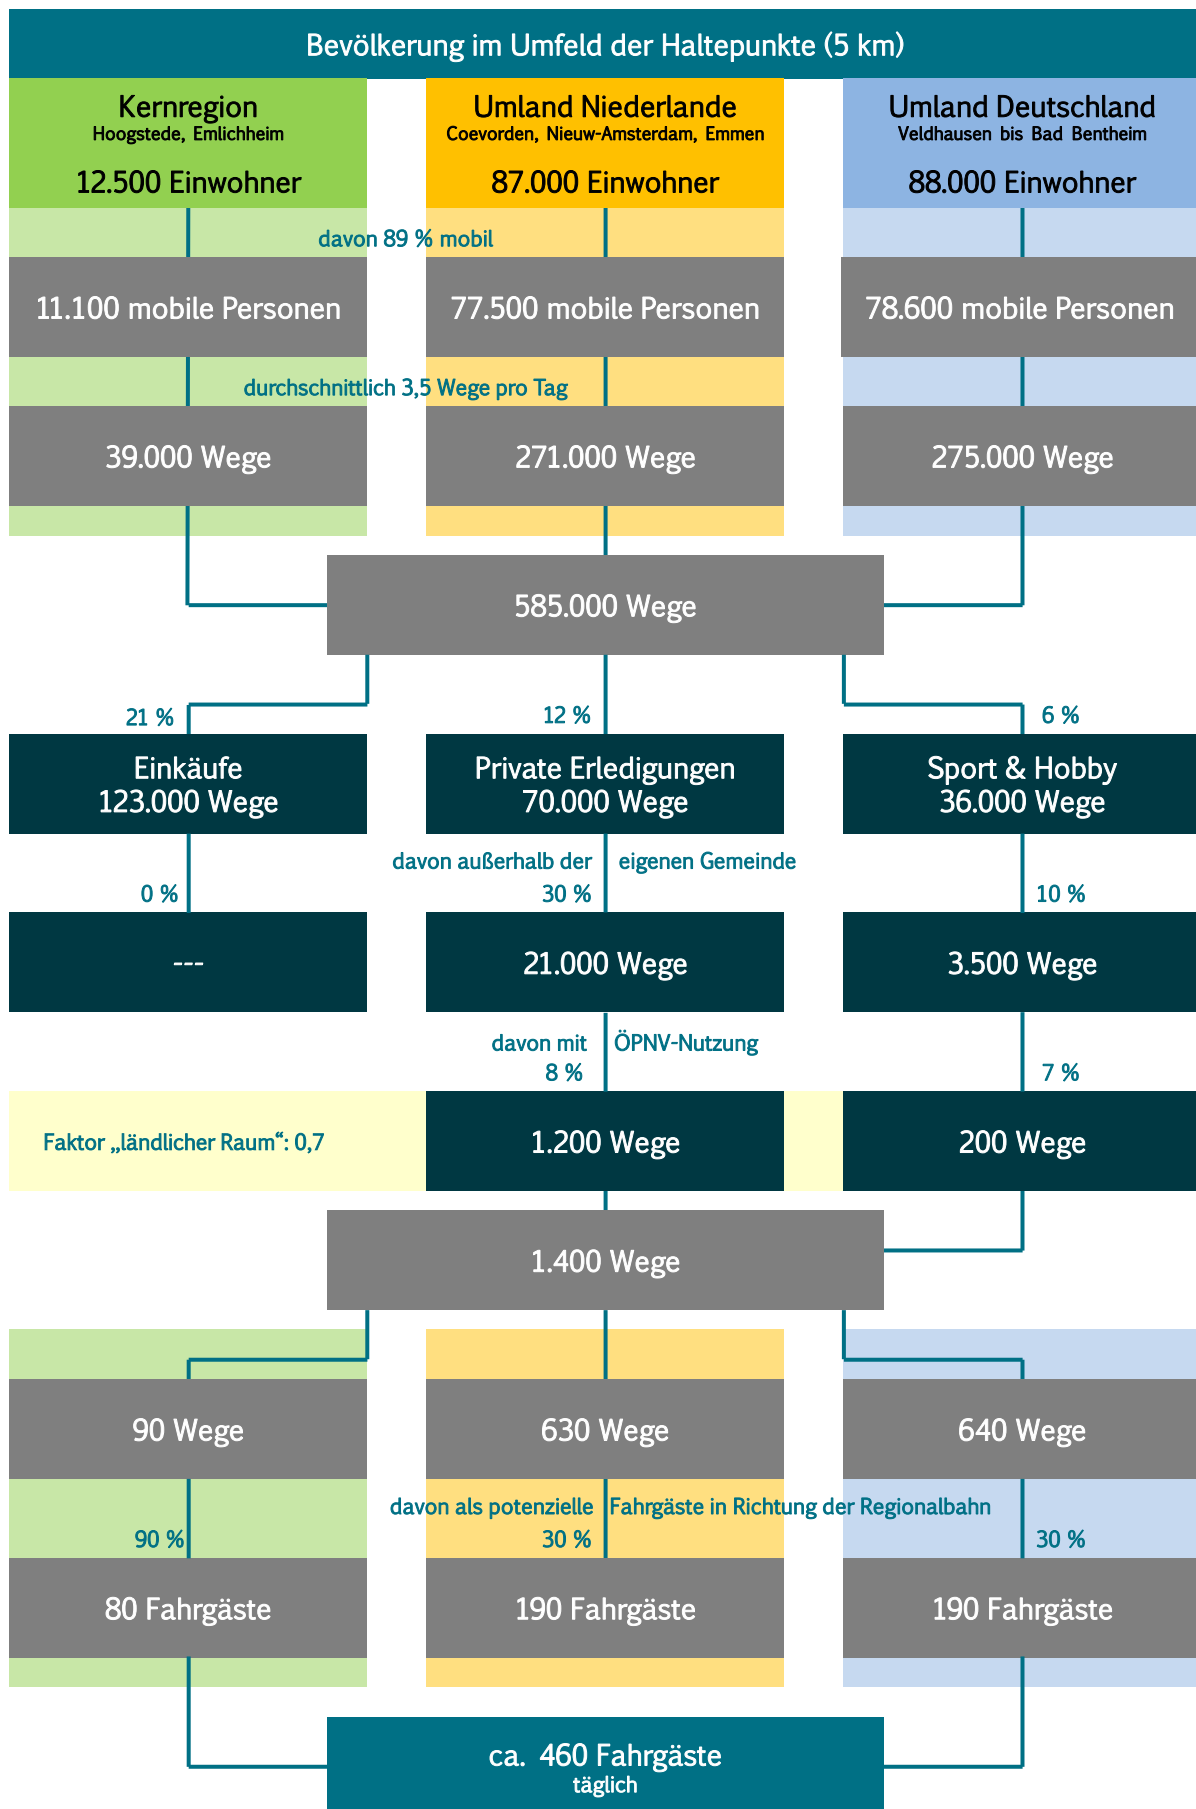 Bevölkerung im Umfeld der Haltepunkte (5 km)
Kernregion
Hoogstede, Emlichheim
12.500 Einwohner
Umland Niederlande
Coevorden, Nieuw-Amsterdam, Emmen
87.000 Einwohner
Umland Deutschland
Veldhausen bis Bad Bentheim
88.000 Einwohner
davon 89 % mobil
11.100 mobile Personen
77.500 mobile Personen
78.600 mobile Personen
durchschnittlich 3,5 Wege pro Tag
39.000 Wege
271.000 Wege
275.000 Wege
585.000 Wege
21 %
12 %
6 %
Einkäufe
123.000 Wege
Private Erledigungen
70.000 Wege
Sport & Hobby
36.000 Wege
davon außerhalb der eigenen Gemeinde
0 %
30 %
10 %
---
21.000 Wege
3.500 Wege
davon mit ÖPNV-Nutzung
8 %
7 %
Faktor „ländlicher Raum“: 0,7
1.200 Wege
200 Wege
1.400 Wege
90 Wege
630 Wege
640 Wege
davon als potenzielle Fahrgäste in Richtung der Regionalbahn
90 %
30 %
30 %
80 Fahrgäste
190 Fahrgäste
190 Fahrgäste
ca. 460 Fahrgäste
täglich